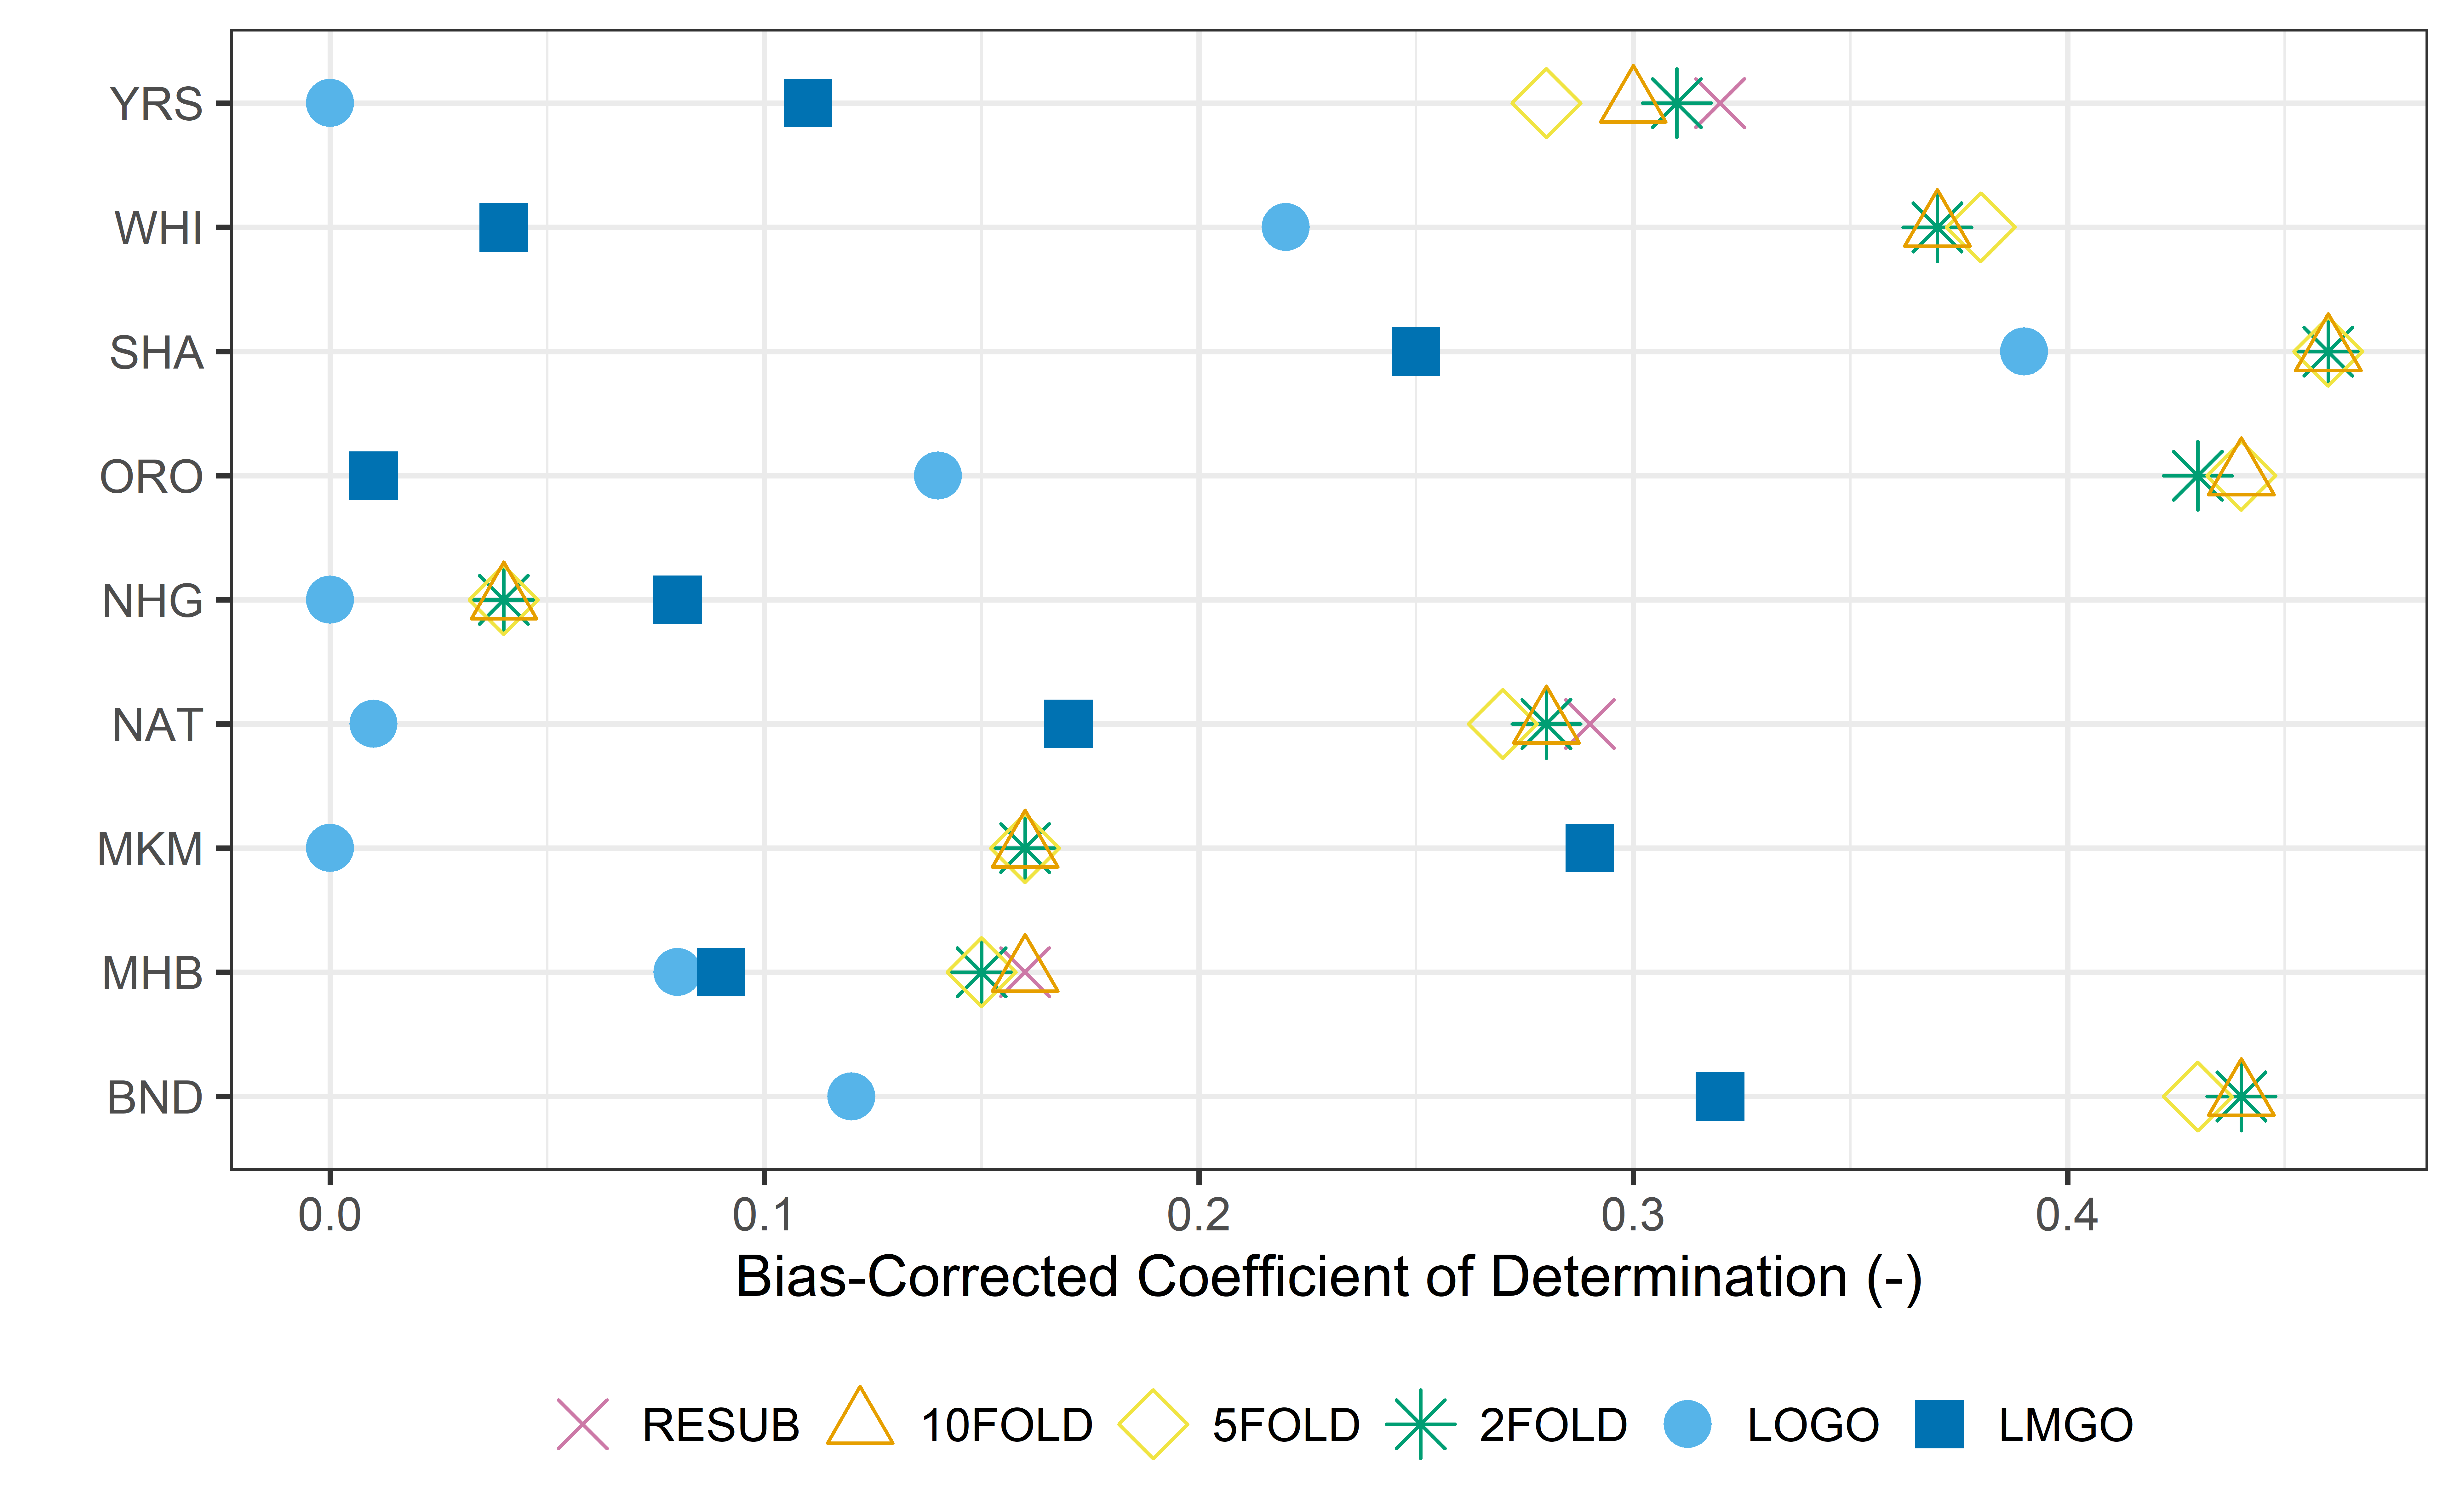 YRS
WHI
SHA
ORO
NHG
NAT
MKM
MHB
BND
0.0 0.1 0.2 0.3 0.4
Bias-Corrected Coefficient of Determination (-)
RESUB 10FOLD 5FOLD 2FOLD LOGO LMGO